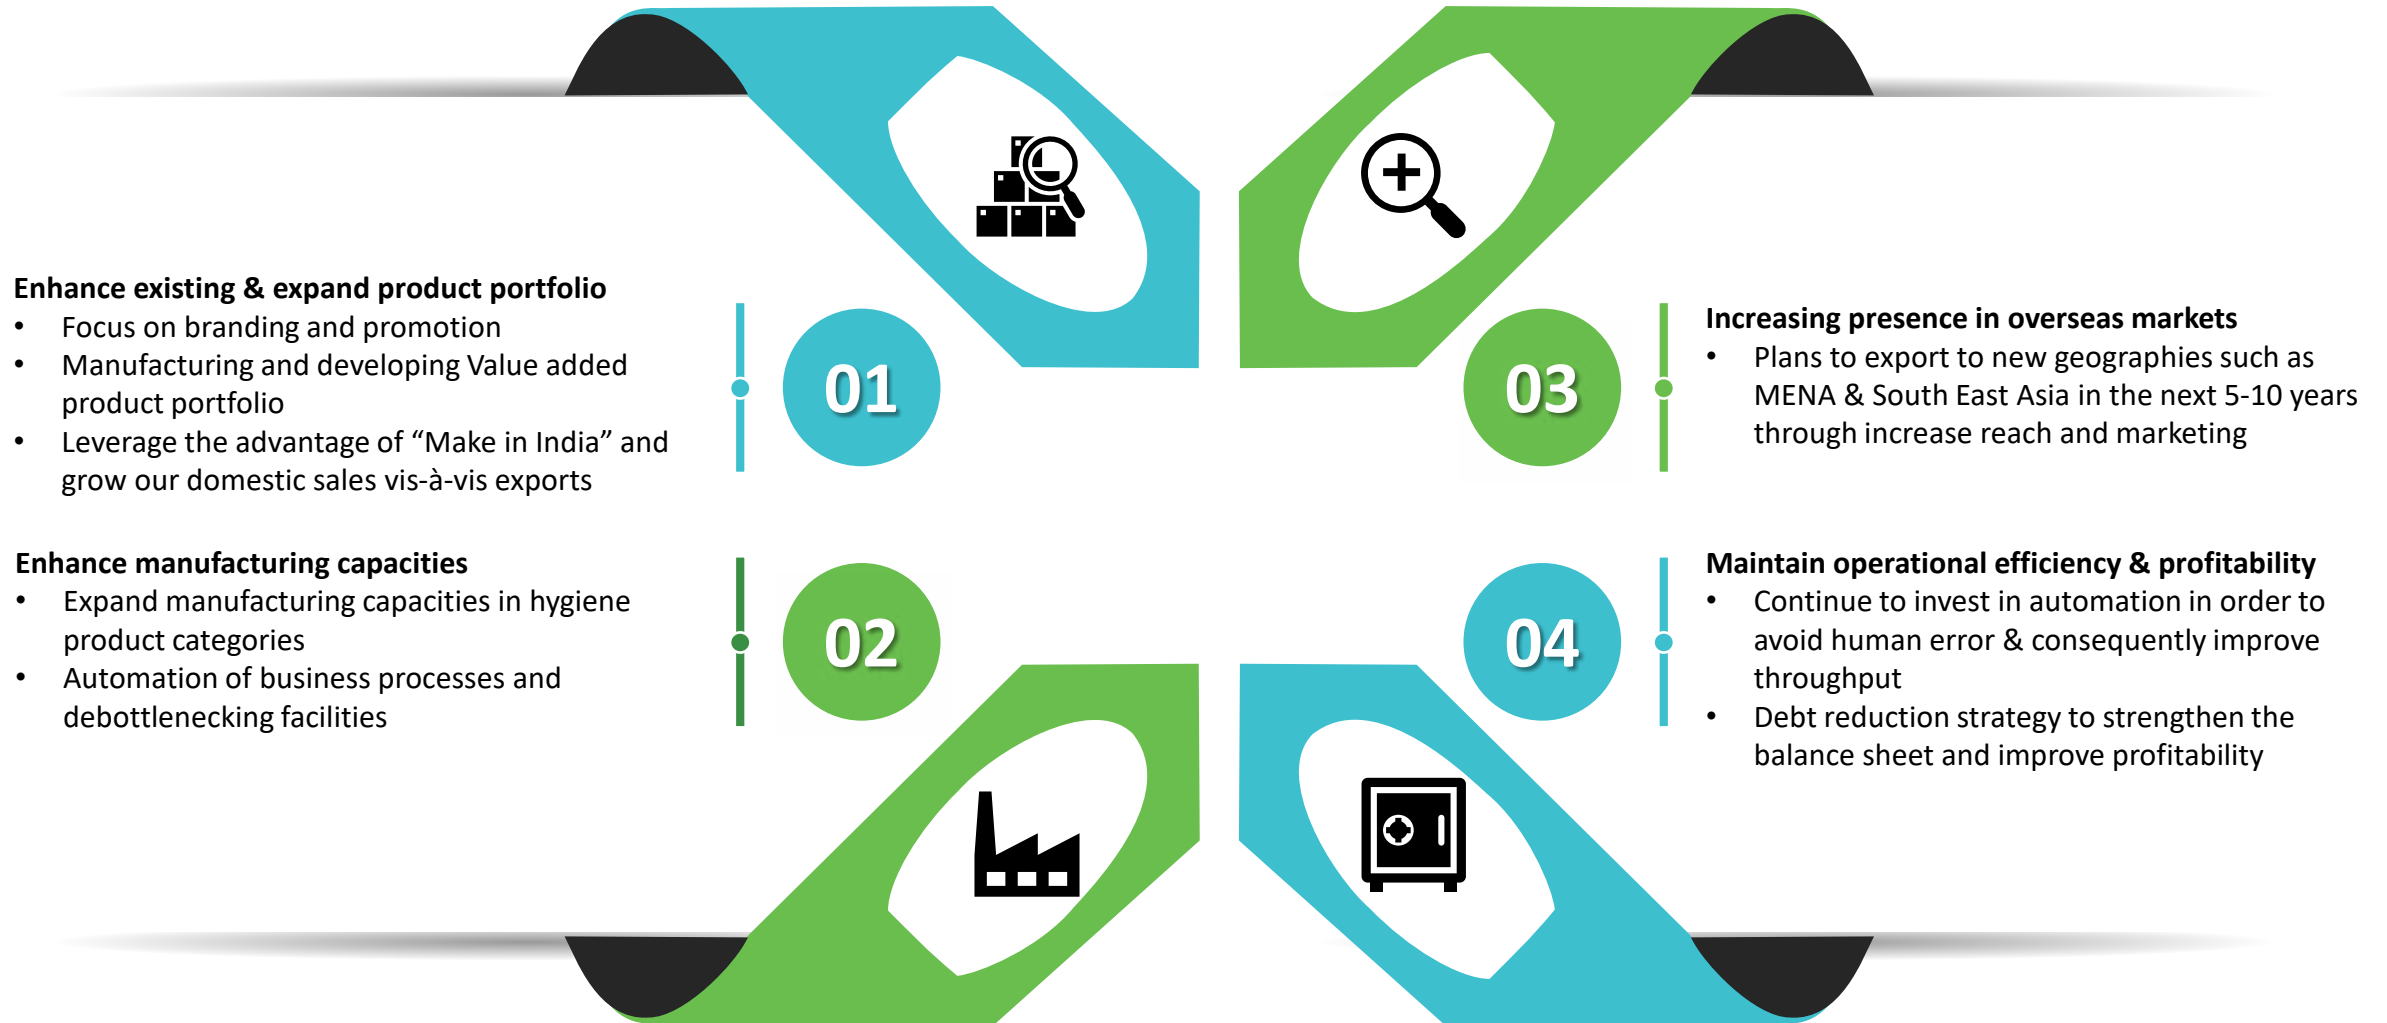 Enhance existing & expand product portfolio
• Focus on branding and promotion
• Manufacturing and developing Value added
product portfolio
• Leverage the advantage of “Make in India” and
grow our domestic sales vis-à-vis exports
01
Enhance manufacturing capacities
• Expand manufacturing capacities in hygiene
product categories
• Automation of business processes and
debottlenecking facilities
02
03
Increasing presence in overseas markets
• Plans to export to new geographies such as
MENA & South East Asia in the next 5-10 years
through increase reach and marketing
04
Maintain operational efficiency & profitability
• Continue to invest in automation in order to
avoid human error & consequently improve
throughput
• Debt reduction strategy to strengthen the
balance sheet and improve profitability